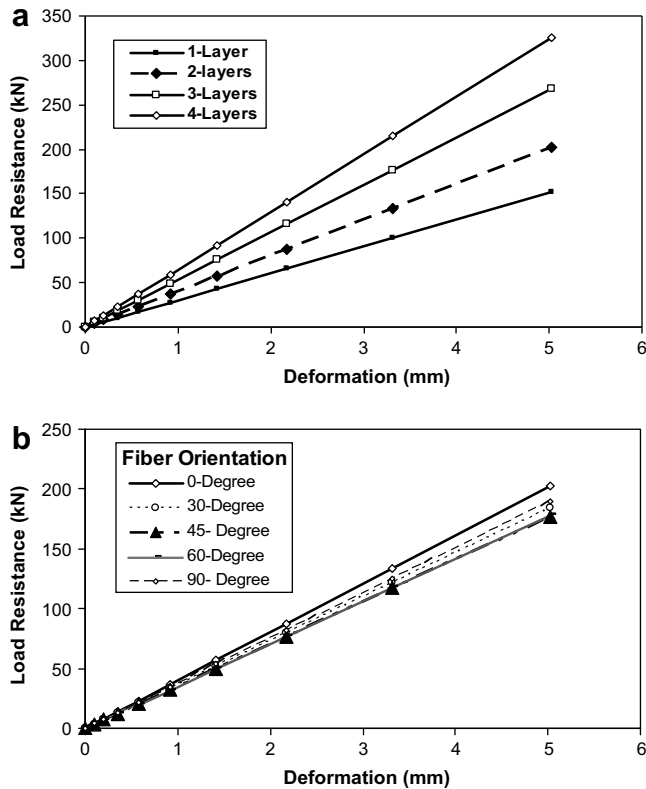 a
350
300
250
200
150
100
50
0
Load Resistance (kN)
1-Layer
2-layers
3-Layers
4-Layers
0 1 2 3 4 5 6
Deformation (mm)
b
250
200
150
100
50
0
Load Resistance (kN)
Fiber Orientation
0-Degree
30-Degree
45- Degree
60-Degree
90- Degree
0 1 2 3 4 5 6
Deformation (mm)